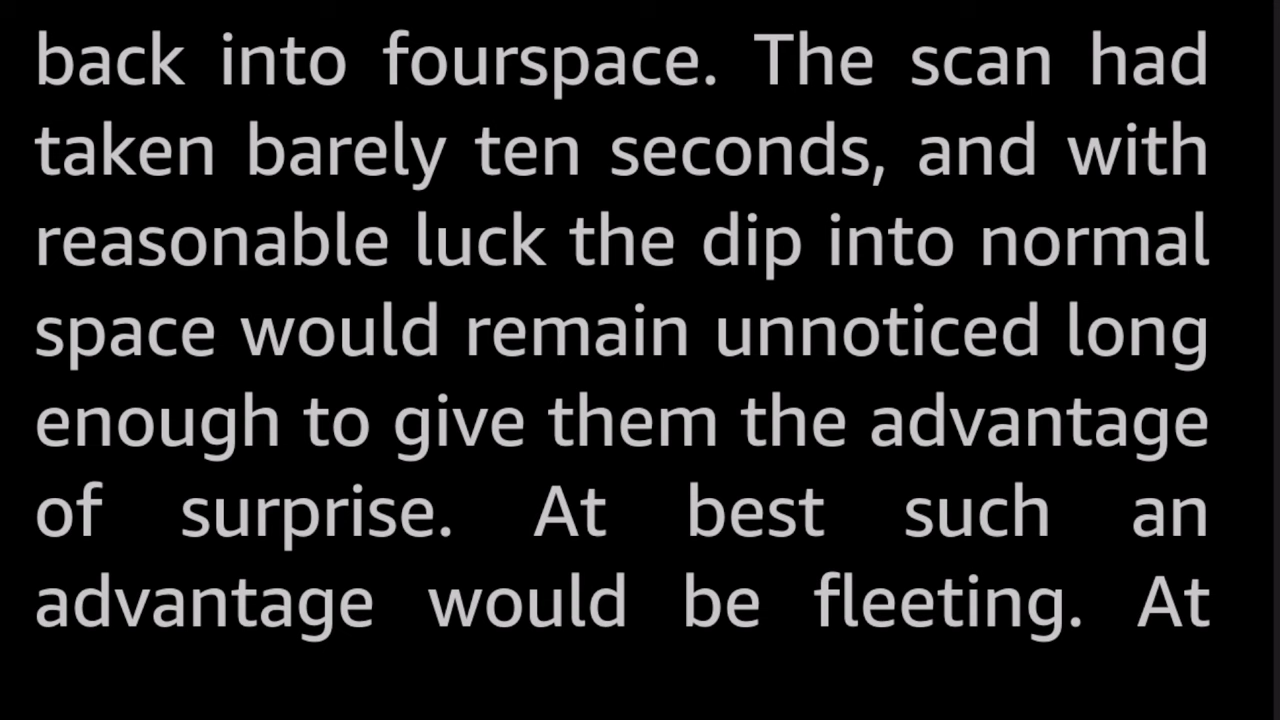 back into fourspace. The scan had
taken barely ten seconds, and with
reasonable luck the dip into normal
space would remain unnoticed long
enough to give them the advantage
of surprise. At best such an
advantage would be fleeting. At